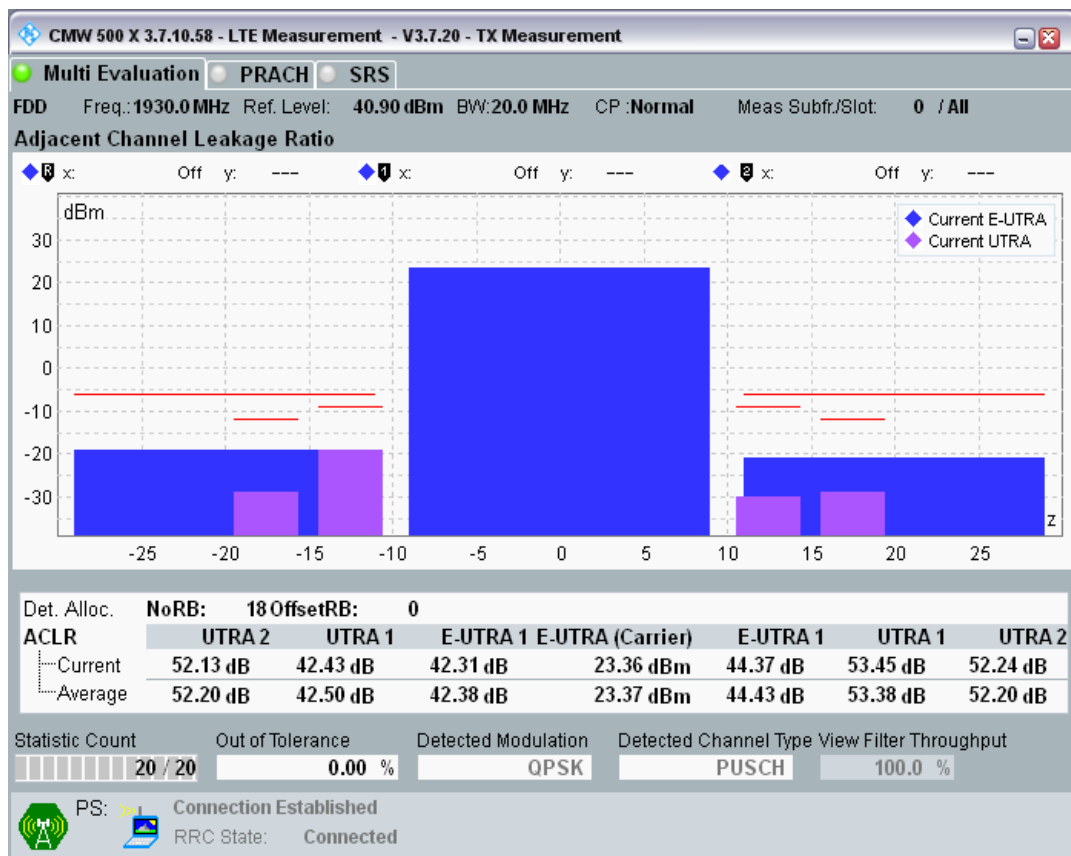 CMW 500 X 3.7.10.58 - LTE Measurement - V3.7.20 - TX Measurement
Multi Evaluation PRACH SRS
FDD Freq.:1930.0 MHz Ref. Level: 40.90 dBm BW:20.0 MHz CP :Normal Meas Subfr./Slot: 0 / All
Adjacent Channel Leakage Ratio
R x: Off y: --- 1 x: Off y: --- 2 x: Off y: ---
dBm
Current E-UTRA
Current UTRA
30
20
10
0
-10
-20
-30
z
-25 -20 -15 -10 -5 0 5 10 15 20 25
Det. Alloc. NoRB: 18 OffsetRB: 0
ACLR UTRA 2 UTRA 1 E-UTRA 1 E-UTRA (Carrier) E-UTRA 1 UTRA 1 UTRA 2
Current 52.13 dB 42.43 dB 42.31 dB 23.36 dBm 44.37 dB 53.45 dB 52.24 dB
Average 52.20 dB 42.50 dB 42.38 dB 23.37 dBm 44.43 dB 53.38 dB 52.20 dB
Statistic Count Out of Tolerance Detected Modulation Detected Channel Type View Filter Throughput
20 / 20 0.00 % QPSK PUSCH 100.0 %
PS: Connection Established
RRC State: Connected